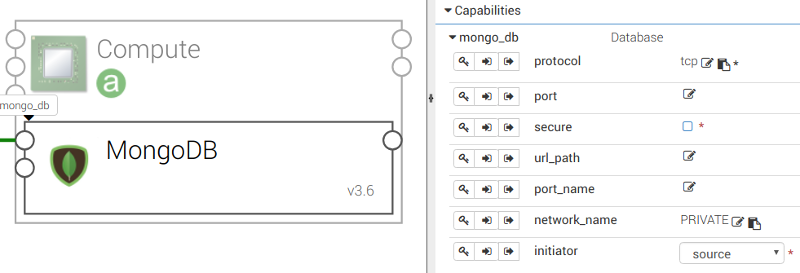 Compute
a
mongo_db
MongoDB
v3.6
Capabilities
mongo_db Database
protocol tcp *
port
secure *
url_path
port_name
network_name PRIVATE
initiator source *